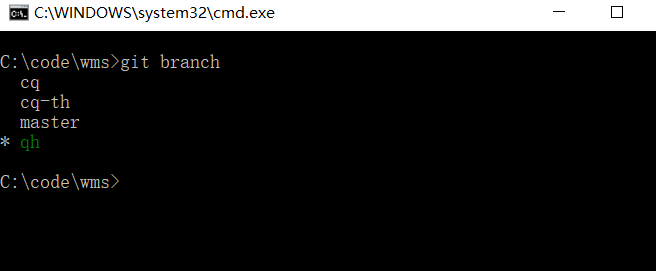 C:\WINDOWS\system32\cmd.exe
C:\code\wms>git branch
  cq
  cq-th
  master
* qh
C:\code\wms>